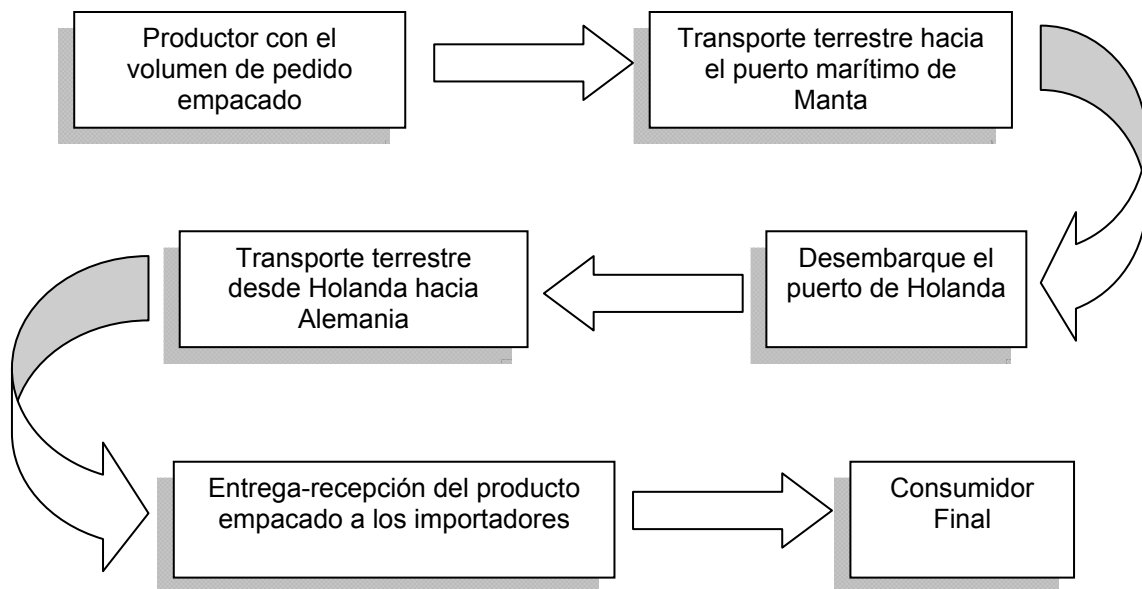 Productor con el
volumen de pedido
empacado
Transporte terrestre hacia
el puerto marítimo de
Manta
Desembarque el
puerto de Holanda
Transporte terrestre
desde Holanda hacia
Alemania
Entrega-recepción del producto
empacado a los importadores
Consumidor
Final